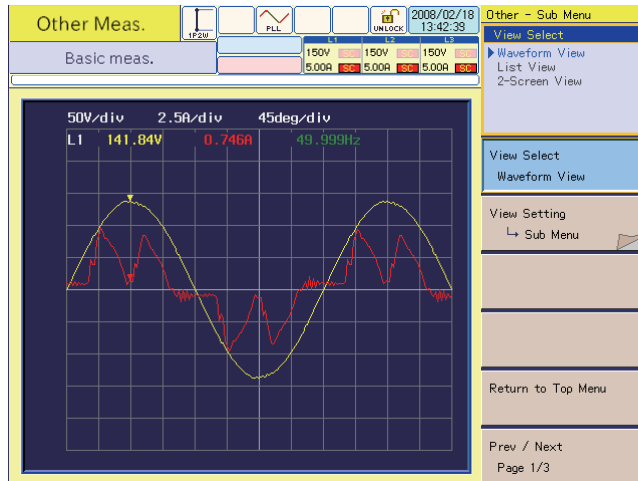 Other Meas.
1P2W
PLL
UNLOCK
2008/02/18
13:42:39
Basic meas.
L1 L2 L3
150V SC 150V SC 150V SC
5.00A SC 5.00A SC 5.00A SC
50V/div 2.5A/div 45deg/div
L1 141.84V 0.746A 49.999Hz
Other - Sub Menu
View Select
Waveform View
List View
2-Screen View
View Select
Waveform View
View Setting
Sub Menu
Return to Top Menu
Prev / Next
Page 1/3